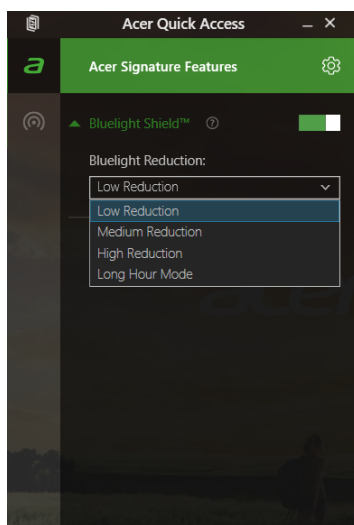 Acer Quick Access
Acer Signature Features
Bluelight Shield™
Bluelight Reduction:
Low Reduction
Low Reduction
Medium Reduction
High Reduction
Long Hour Mode
acer